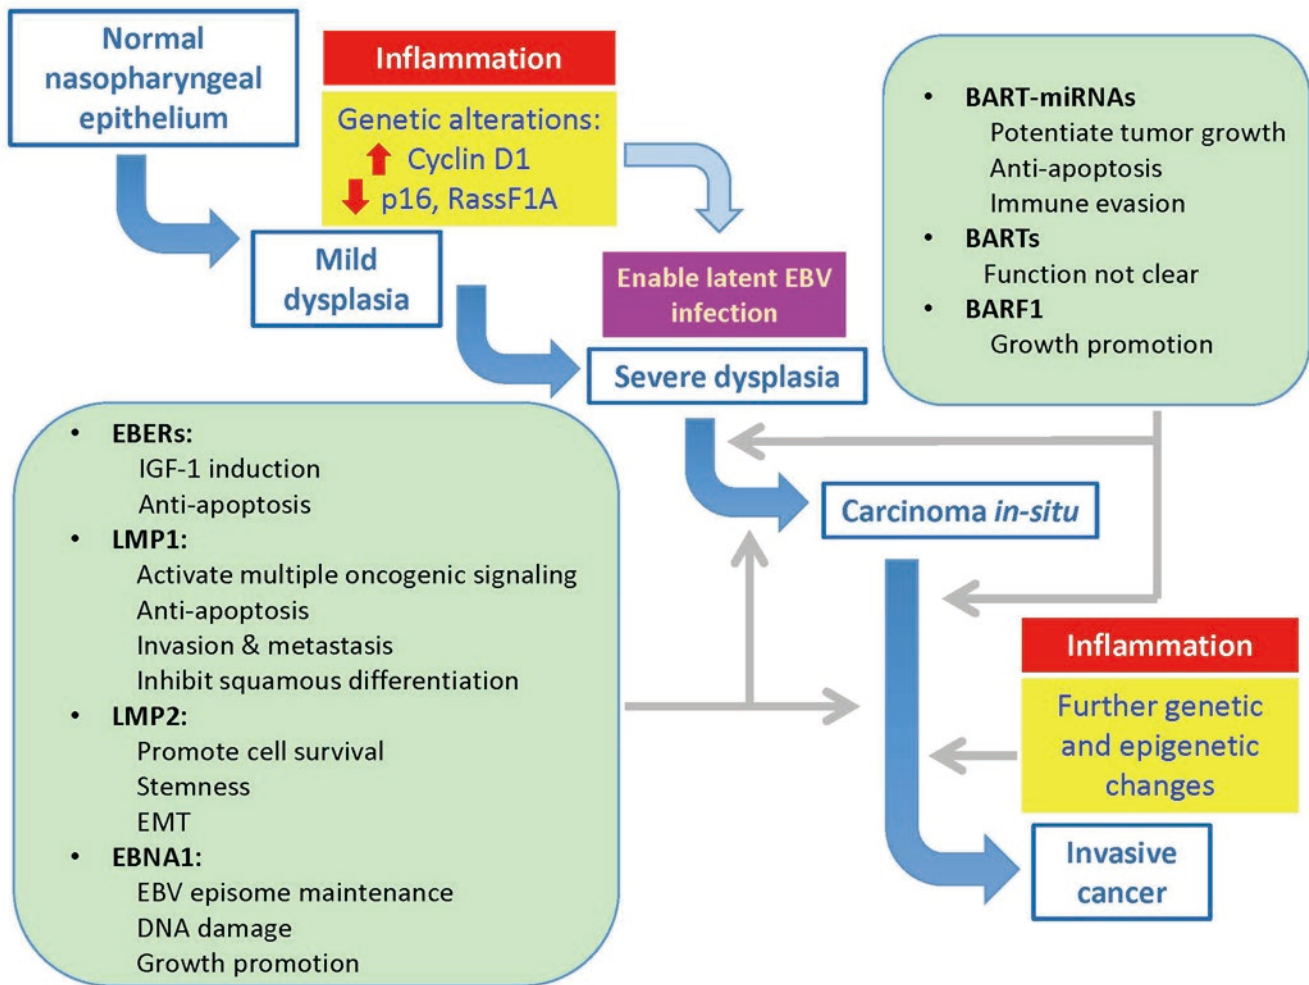 Normal
nasopharyngeal
epithelium
Inflammation
Genetic alterations:
Cyclin D1
p16, RassF1A
Mild
dysplasia
Enable latent EBV
infection
Severe dysplasia
• BART-miRNAs
Potentiate tumor growth
Anti-apoptosis
Immune evasion
• BARTs
Function not clear
• BARF1
Growth promotion
• EBERs:
IGF-1 induction
Anti-apoptosis
• LMP1:
Activate multiple oncogenic signaling
Anti-apoptosis
Invasion & metastasis
Inhibit squamous differentiation
• LMP2:
Promote cell survival
Stemness
EMT
• EBNA1:
EBV episome maintenance
DNA damage
Growth promotion
Carcinoma in-situ
Inflammation
Further genetic
and epigenetic
changes
Invasive
cancer